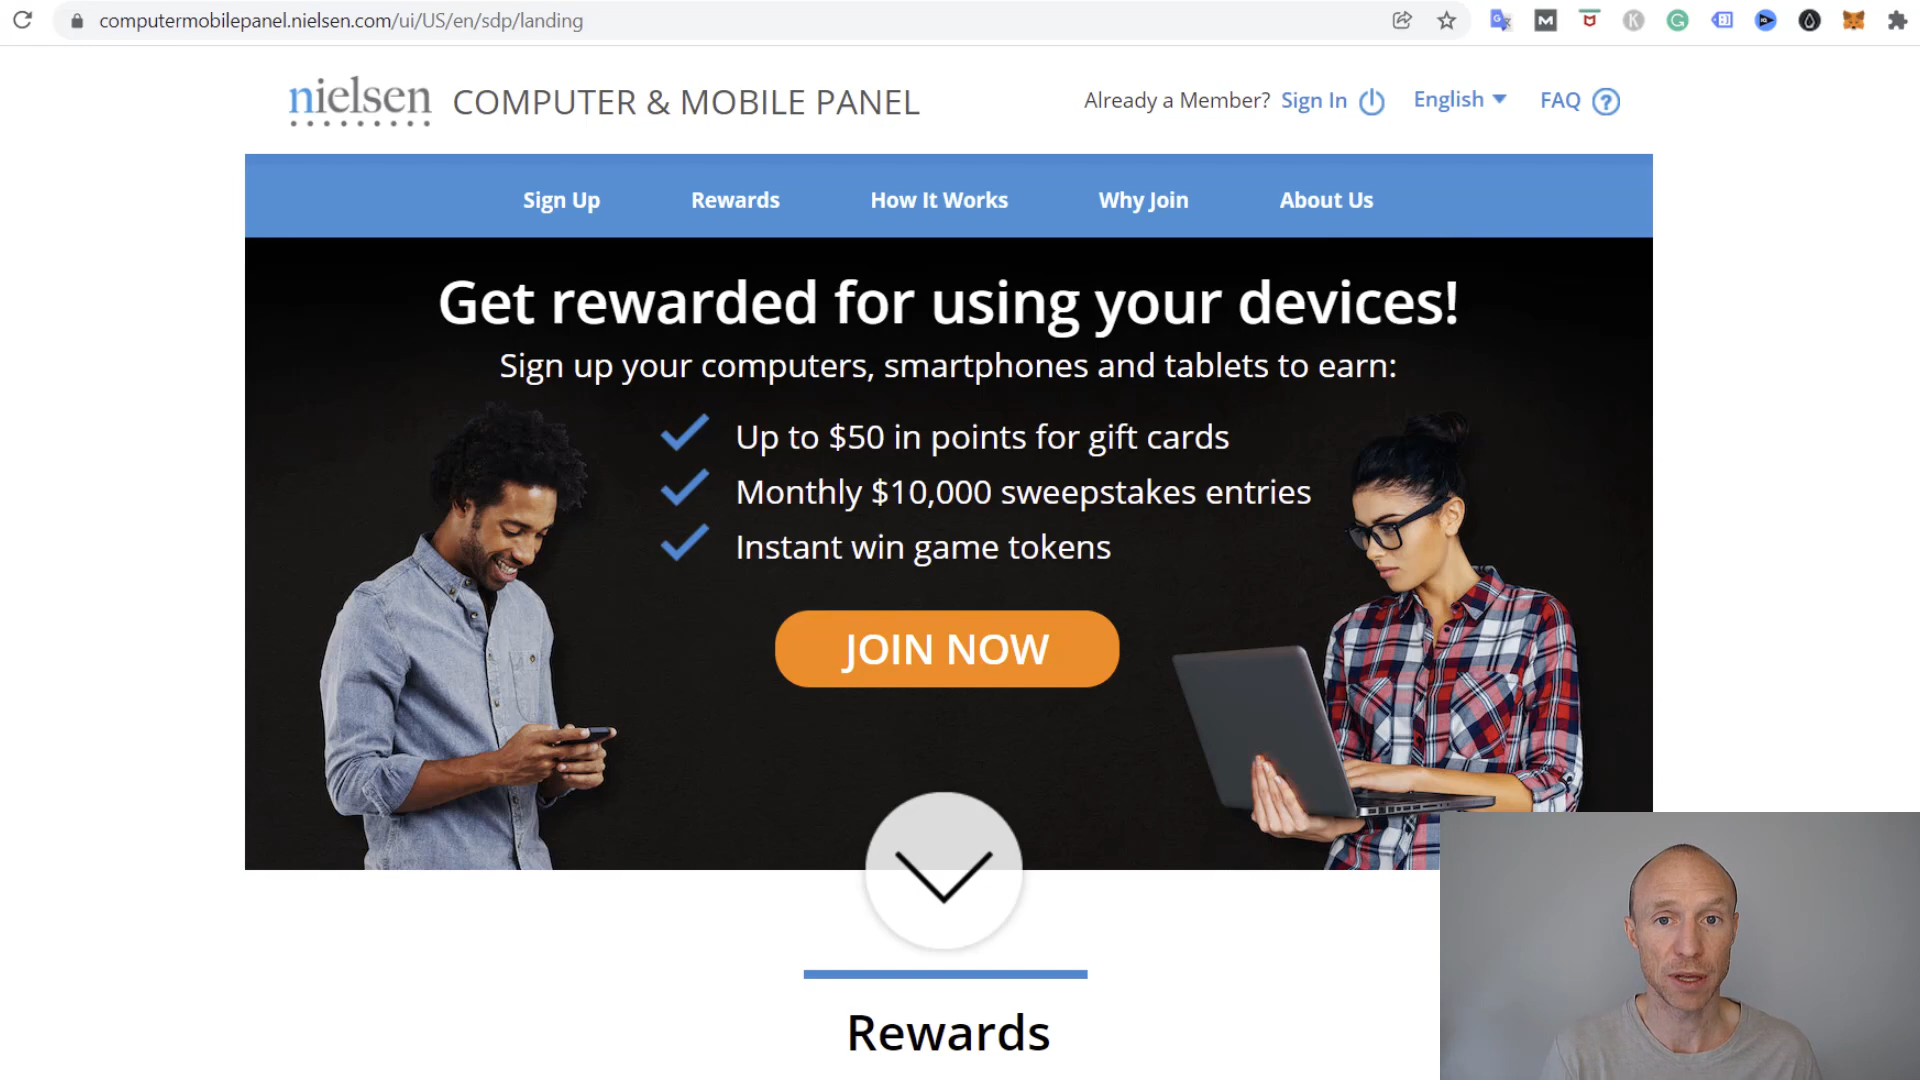 computermobilepanel.nielsen.com/ui/US/en/sdp/landing
nielsen COMPUTER & MOBILE PANEL
Already a Member? Sign In English FAQ ?
Sign Up Rewards How It Works Why Join About Us
Get rewarded for using your devices!
Sign up your computers, smartphones and tablets to earn:
Up to $50 in points for gift cards
Monthly $10,000 sweepstakes entries
Instant win game tokens
JOIN NOW
Rewards